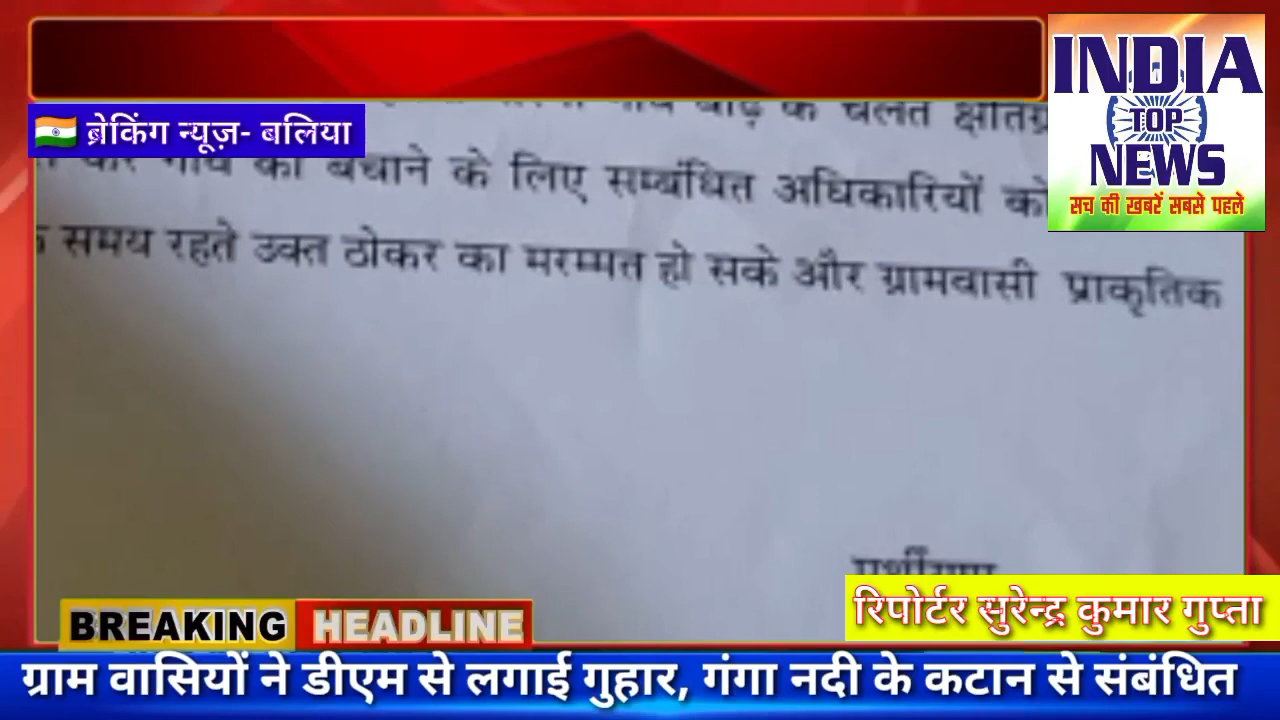 INDIA
TOP
NEWS
सच की खबरें सबसे पहले
🇮🇳 ब्रेकिंग न्यूज़- बलिया
बाढ़ के चलते
को बचाने के लिए सम्बंधित अधिकारियों को
समय रहते उक्त ठोकर का मरम्मत हो सके और ग्रामवासी प्राकृतिक
रिपोर्टर सुरेन्द्र कुमार गुप्ता
BREAKING HEADLINE
ग्राम वासियों ने डीएम से लगाई गुहार, गंगा नदी के कटान से संबंधित